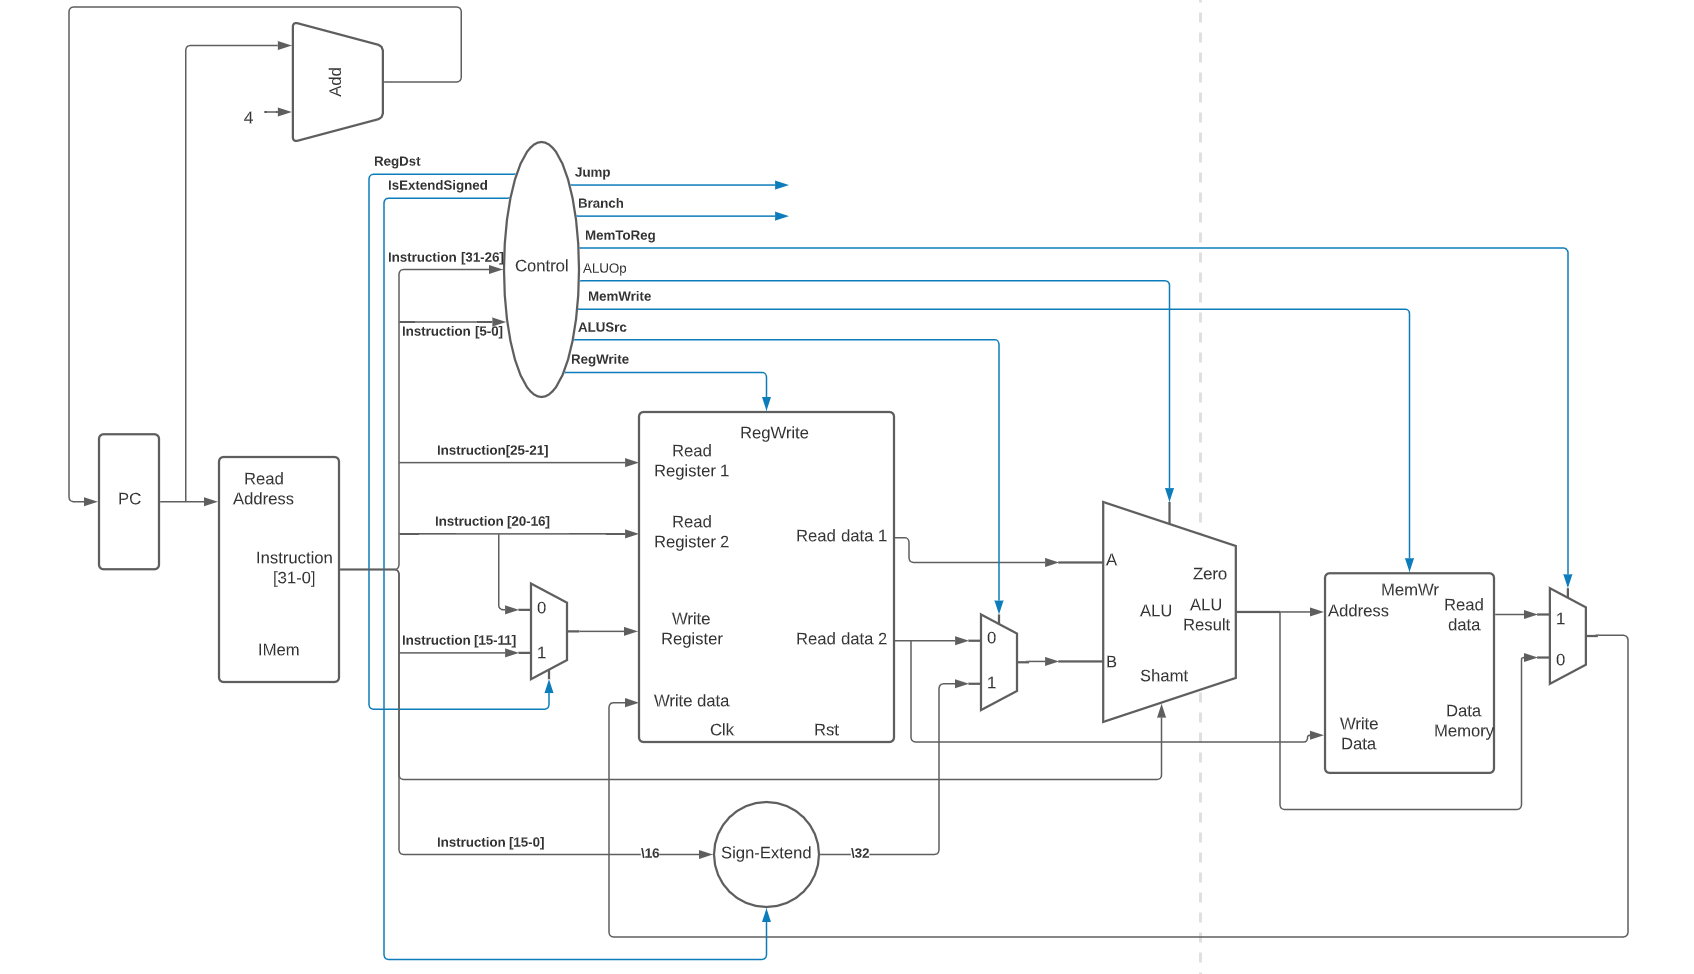 Add
4
RegDst
IsExtendSigned
Jump
Branch
MemToReg
Instruction [31-26]
Control
ALUOp
MemWrite
Instruction [5-0]
ALUSrc
RegWrite
RegWrite
Instruction[25-21]
Read
Register 1
PC
Read
Address
Instruction [20-16]
Read
Register 2
Read data 1
Instruction
[31-0]
A
Zero
ALU
ALU
Result
MemWr
Address
Read
data
0
1
Write
Register
Instruction [15-11]
IMem
Read data 2
0
1
B
Shamt
1
0
Write data
Clk
Rst
Write
Data
Data
Memory
Instruction [15-0]
\16
Sign-Extend
\32